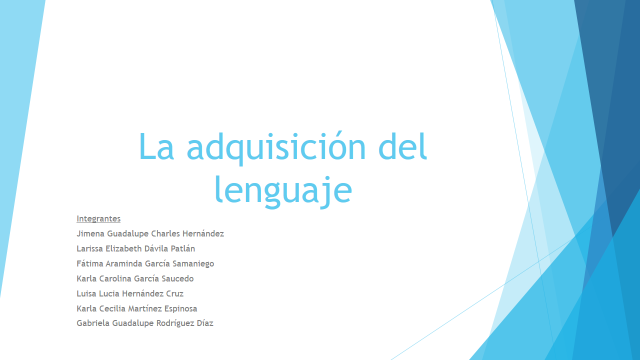 La adquisición del
lenguaje
Integrantes
Jimena Guadalupe Charles Hernández
Larissa Elizabeth Dávila Patlán
Fátima Araminda García Samaniego
Karla Carolina García Saucedo
Luisa Lucia Hernández Cruz
Karla Cecilia Martínez Espinosa
Gabriela Guadalupe Rodríguez Díaz